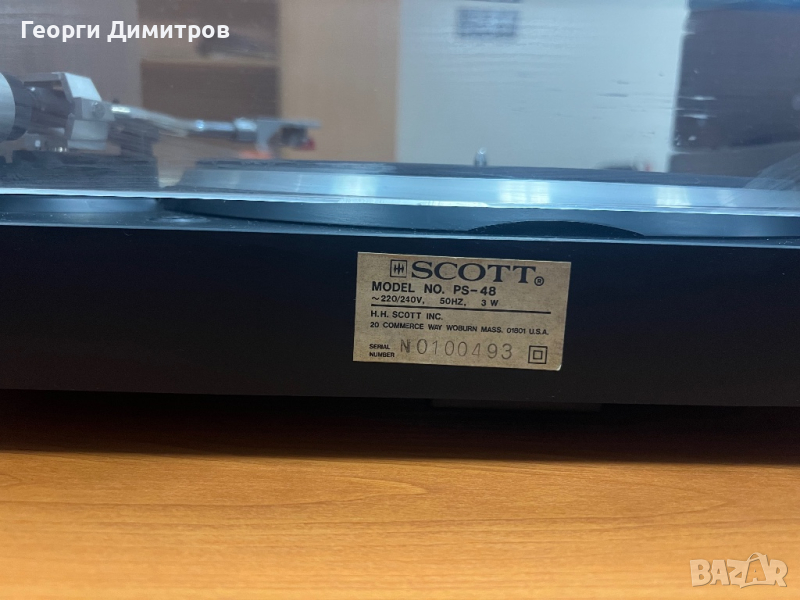 Георги Димитров
SCOTT®
MODEL NO. PS-48
~220/240V, 50HZ, 3 W
H.H. SCOTT INC.
20 COMMERCE WAY WOBURN MASS. 01801 U.S.A.
SERIAL NUMBER N0100493
BAZAR